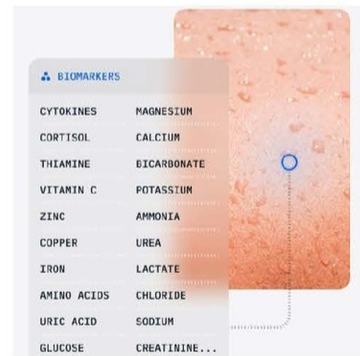 BIOMARKERS
CYTOKINES MAGNESIUM
CORTISOL CALCIUM
THIAMINE BICARBONATE
VITAMIN C POTASSIUM
ZINC AMMONIA
COPPER UREA
IRON LACTATE
AMINO ACIDS CHLORIDE
URIC ACID SODIUM
GLUCOSE CREATININE...